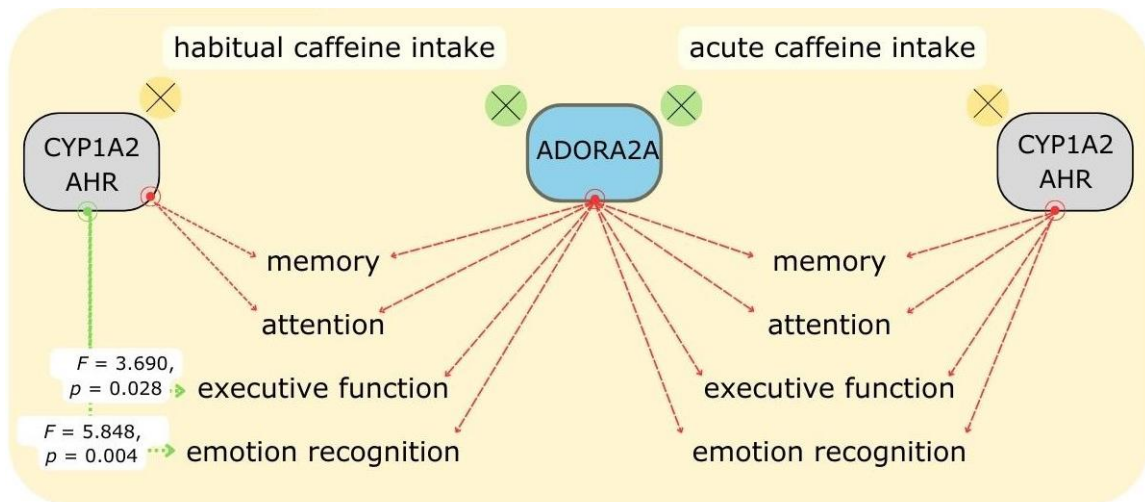 habitual caffeine intake
acute caffeine intake
CYP1A2
AHR
ADORA2A
CYP1A2
AHR
memory
memory
attention
attention
F = 3.690,
p = 0.028
executive function
executive function
F = 5.848,
p = 0.004
emotion recognition
emotion recognition